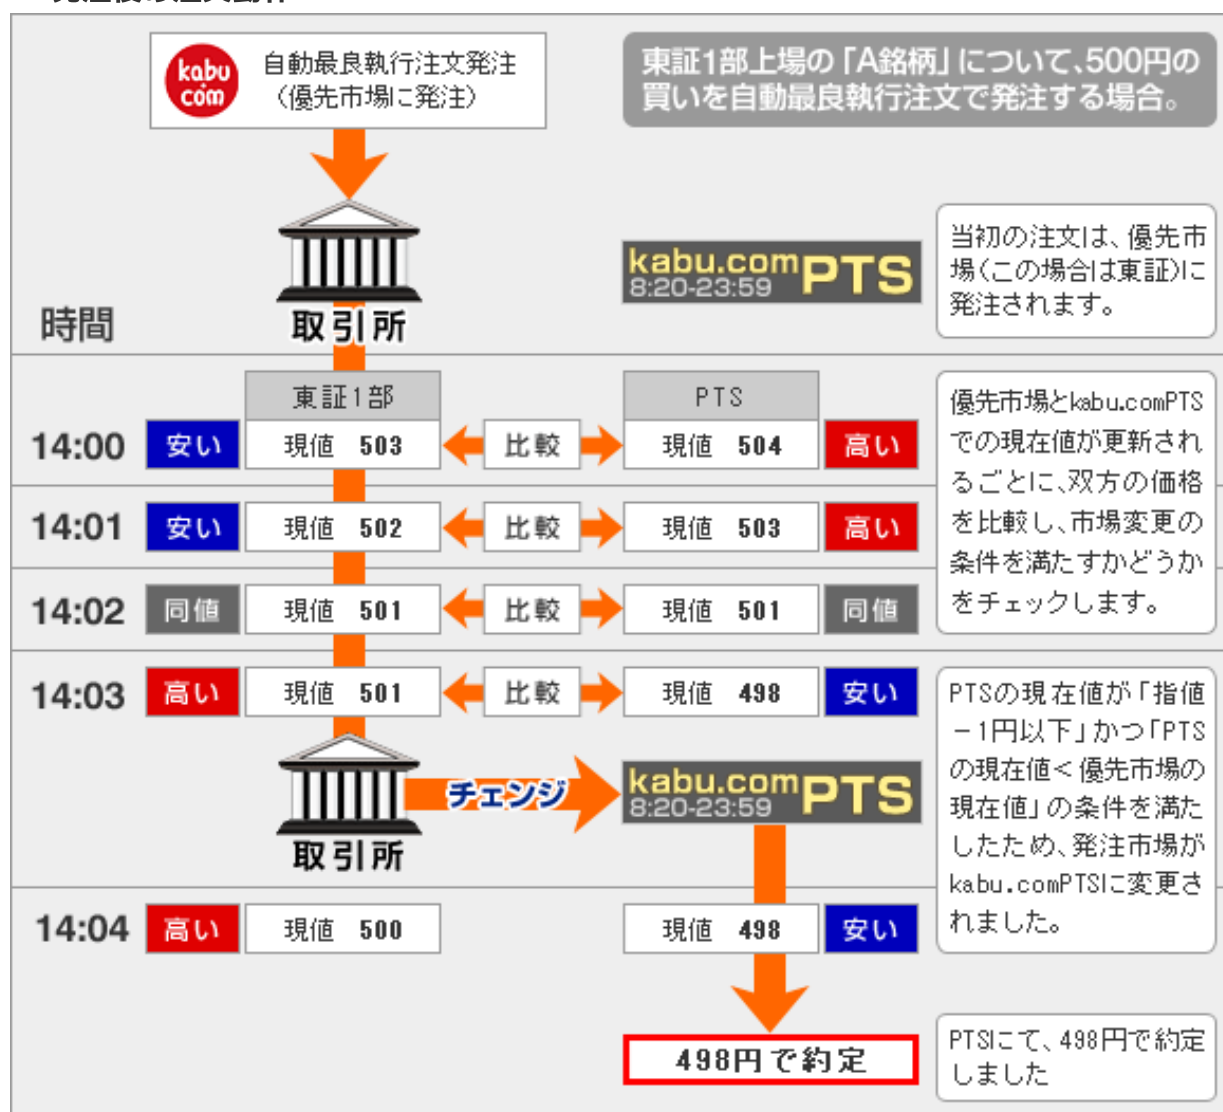 kabu
.com
自動最良執行注文発注
（優先市場に発注）
東証1部上場の「A銘柄」について、500円の
買いを自動最良執行注文で発注する場合。
kabu.com PTS
8:20-23:59
当初の注文は、優先市
場（この場合は東証）に
発注されます。
時間
取引所
東証1部
PTS
14:00 安い 現値 503 比較 現値 504 高い
14:01 安い 現値 502 比較 現値 503 高い
14:02 同値 現値 501 比較 現値 501 同値
優先市場とkabu.comPTS
での現在値が更新され
るごとに、双方の価格
を比較し、市場変更の
条件を満たすかどうか
をチェックします。
14:03 高い 現値 501 比較 現値 498 安い
取引所
チェンジ
kabu.com PTS
8:20-23:59
PTSの現在値が「指値
－1円以下」かつ「PTS
の現在値＜優先市場の
現在値」の条件を満た
したため、発注市場が
kabu.comPTSに変更さ
れました。
14:04 高い 現値 500 現値 498 安い
498円で約定
PTSにて、498円で約定
しました